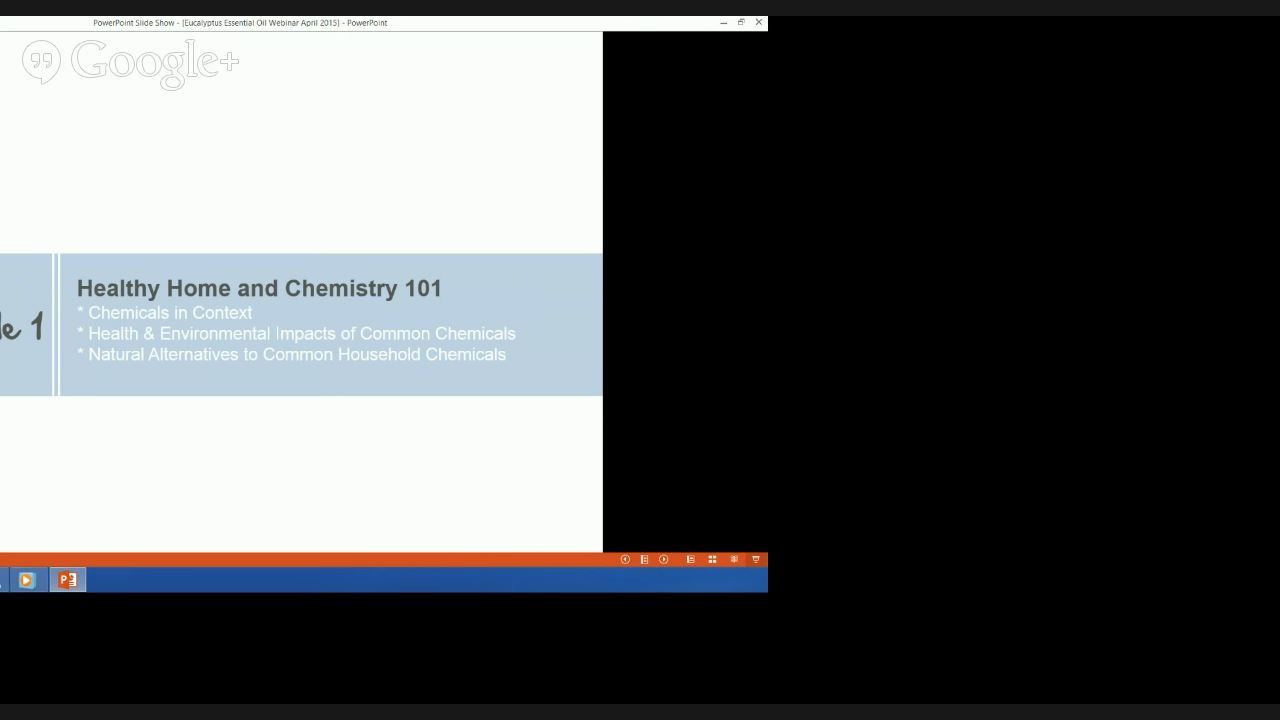 PowerPoint Slide Show - [Eucalyptus Essential Oil Webinar April 2015] - PowerPoint
Google+
Healthy Home and Chemistry 101
* Chemicals in Context
* Health & Environmental Impacts of Common Chemicals
* Natural Alternatives to Common Household Chemicals
1